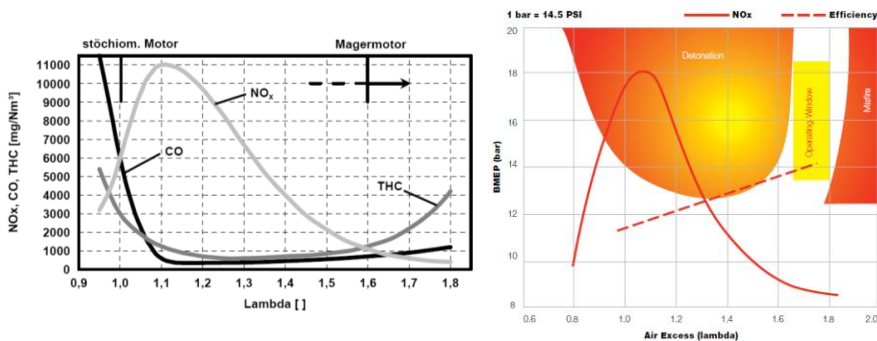 stöchiom. Motor
Magermotor
11000
10000
9000
8000
7000
6000
5000
4000
3000
2000
1000
0
NOx, CO, THC [mg/Nm³]
NOx
CO
THC
0,9 1,0 1,1 1,2 1,3 1,4 1,5 1,6 1,7 1,8
Lambda [ ]
1 bar = 14.5 PSI
NOx
Efficiency
20
18
16
14
12
10
8
BMEP (bar)
Detonation
Operating Window
Misfire
0.6 0.8 1.0 1.2 1.4 1.6 1.8 2.0
Air Excess (lambda)